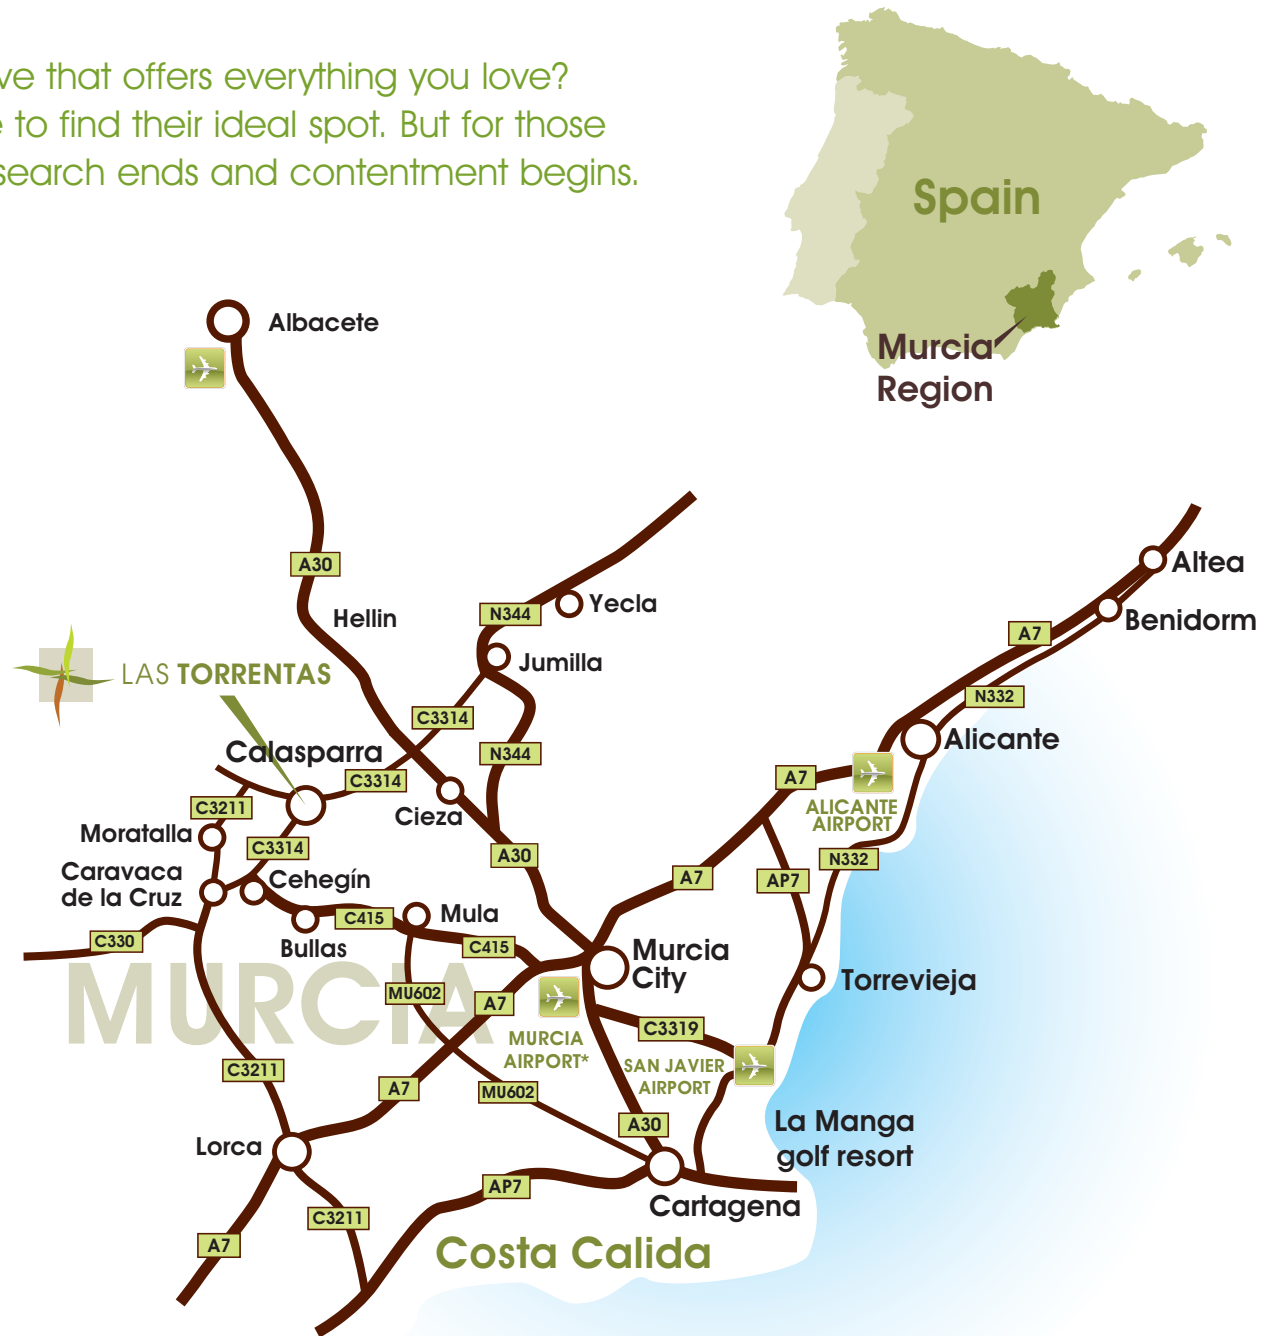 ve that offers everything you love?
e to find their ideal spot. But for those
search ends and contentment begins.
Spain
Murcia
Region
Albacete
A30
Hellin
N344
Yecla
Jumilla
LAS TORRENTAS
C3314
N344
Calasparra
C3314
C3211
Cieza
Moratalla
C3314
A30
Caravaca
de la Cruz
Cehegín
C415
Mula
Bullas
C415
C330
MURCIA
MU602
A7
Murcia
City
MURCIA
AIRPORT*
C3319
SAN JAVIER
AIRPORT
C3211
A7
MU602
A30
Lorca
AP7
Cartagena
C3211
A7
Costa Calida
Altea
Benidorm
A7
N332
Alicante
A7
ALICANTE
AIRPORT
N332
A7
AP7
Torrevieja
La Manga
golf resort